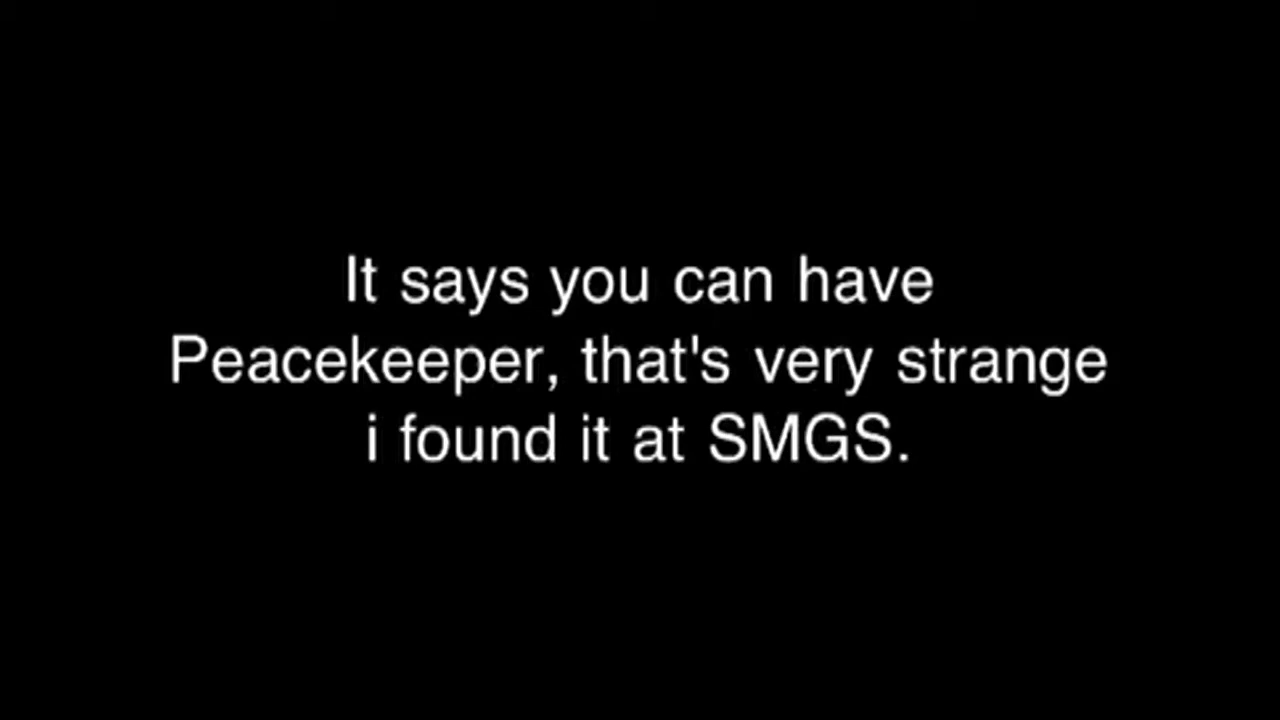 It says you can have
Peacekeeper, that's very strange
i found it at SMGS.